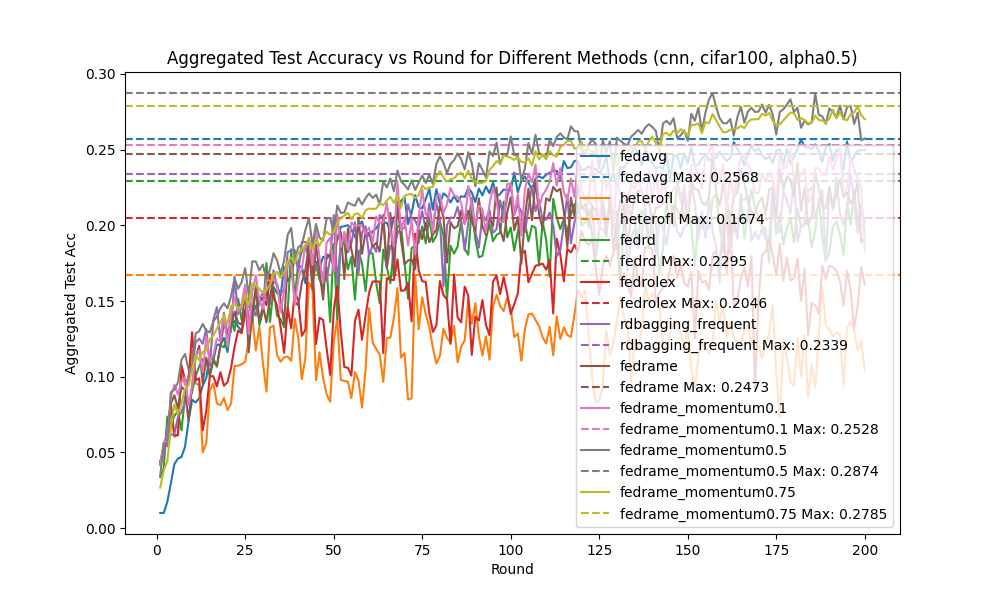 Aggregated Test Accuracy vs Round for Different Methods (cnn, cifar100, alpha0.5)
Aggregated Test Acc
0.30
0.25
0.20
0.15
0.10
0.05
0.00
fedavg
fedavg Max: 0.2568
heterofl
heterofl Max: 0.1674
fedrd
fedrd Max: 0.2295
fedrolex
fedrolex Max: 0.2046
rdbagging_frequent
rdbagging_frequent Max: 0.2339
fedrame
fedrame Max: 0.2473
fedrame_momentum0.1
fedrame_momentum0.1 Max: 0.2528
fedrame_momentum0.5
fedrame_momentum0.5 Max: 0.2874
fedrame_momentum0.75
fedrame_momentum0.75 Max: 0.2785
0 25 50 75 100 125 150 175 200
Round